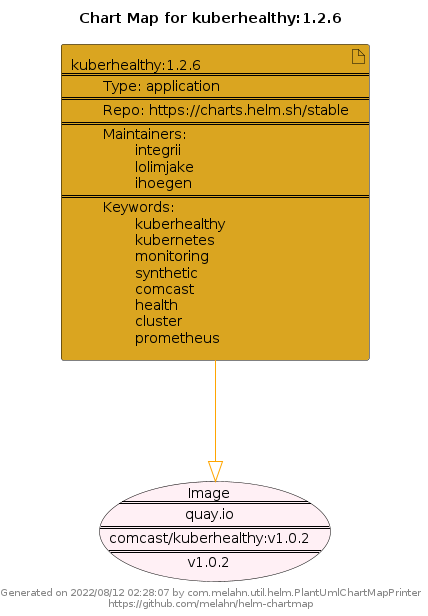 Chart Map for kuberhealthy:1.2.6
kuberhealthy:1.2.6
Type: application
Repo: https://charts.helm.sh/stable
Maintainers:
integrii
lolimjake
ihoegen
Keywords:
kuberhealthy
kubernetes
monitoring
synthetic
comcast
health
cluster
prometheus
Image
quay.io
comcast/kuberhealthy:v1.0.2
v1.0.2
Generated on 2022/08/12 02:28:07 by com.melahn.util.helm.PlantUmlChartMapPrinter
https://github.com/melahn/helm-chartmap